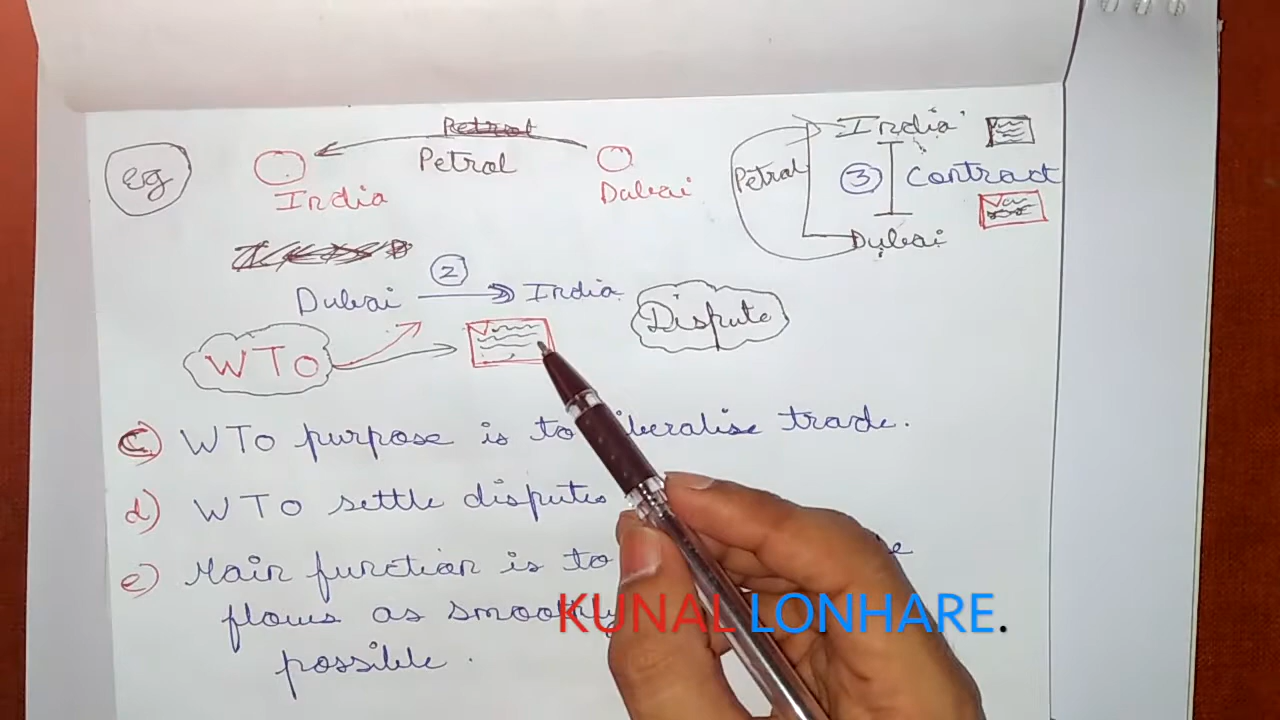 Eg
Petrol
Petrol
India
Dubai
India
Petrol
3 Contract
Dubai
2
Dubai → India
WTO
Dispute
c) WTO purpose is to liberalise trade.
d) WTO settle disputes
e) Main function is to
flows as smoothly
possible.
KUNAL LONHARE.